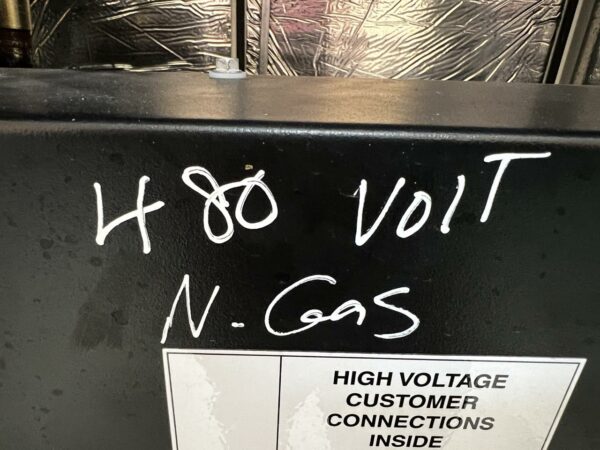 480 VOlT
N. Gas
HIGH VOLTAGE
CUSTOMER
CONNECTIONS
INSIDE